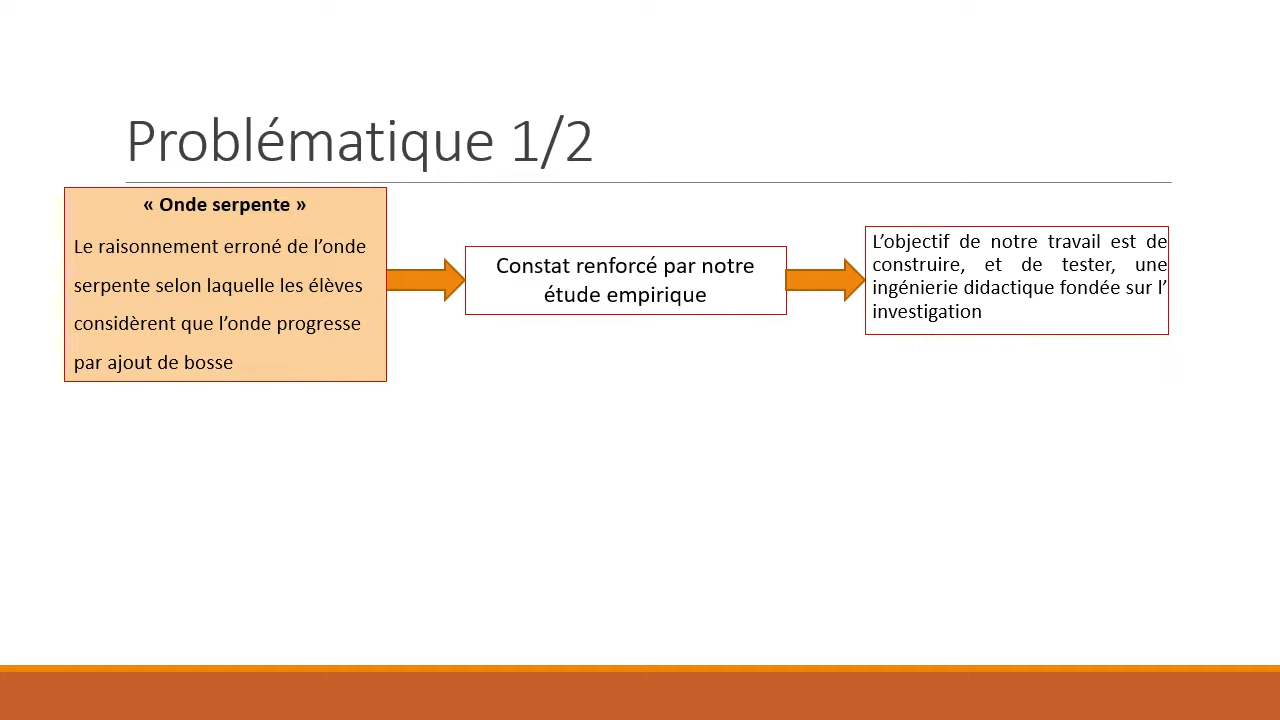 Problématique 1/2
« Onde serpente »
Le raisonnement erroné de l’onde
serpente selon laquelle les élèves
considèrent que l’onde progresse
par ajout de bosse
Constat renforcé par notre
étude empirique
L’objectif de notre travail est de
construire, et de tester, une
ingénierie didactique fondée sur l’
investigation